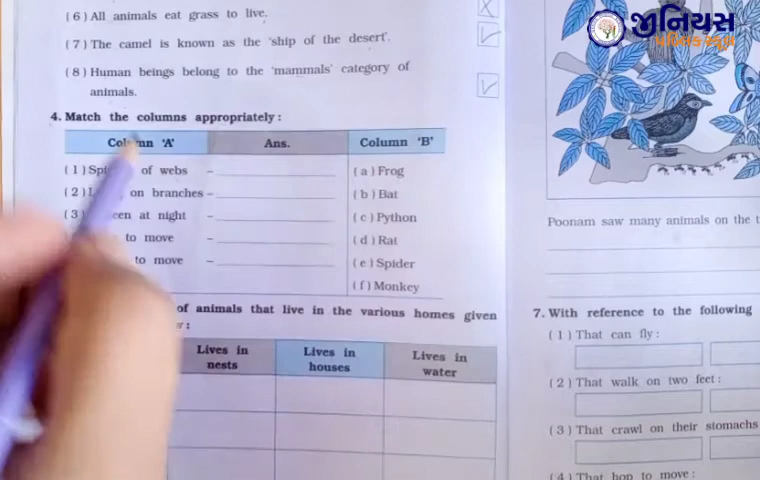 (6) All animals eat grass to live.
(7) The camel is known as the 'ship of the desert'.
(8) Human beings belong to the 'mammals' category of
animals.
4. Match the columns appropriately :
Column 'A' Ans. Column 'B'
(1) of webs – (a) Frog
(2) on branches – (b) Bat
(3) at night – (c) Python
to move – (d) Rat
to move – (e) Spider
(f) Monkey
of animals that live in the various homes given
Lives in nests Lives in houses Lives in water
જીનિયસ
પબ્લિક સ્કૂલ
Poonam saw many animals on the
7. With reference to the following
(1) That can fly :
(2) That walk on two feet :
(3) That crawl on their stomachs
(4) That hop to move :